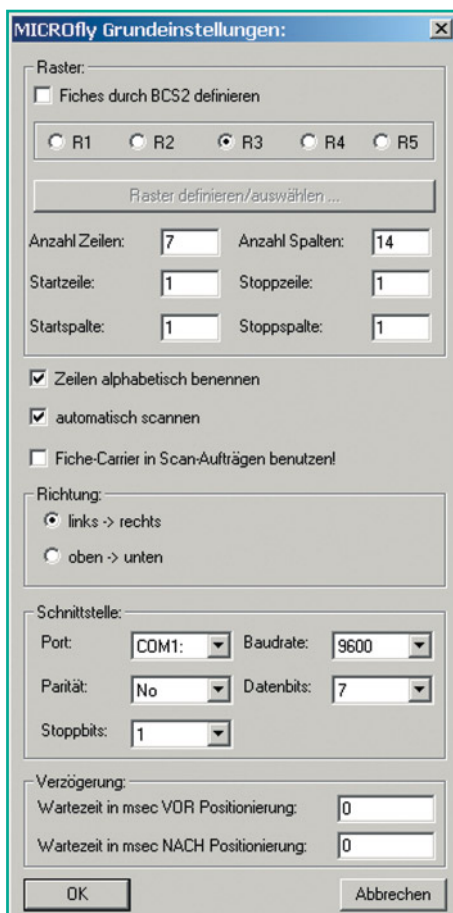 MICROfly Grundeinstellungen:
Raster:
Fiches durch BCS2 definieren
R1 R2 R3 R4 R5
Raster definieren/auswählen ...
Anzahl Zeilen: 7 Anzahl Spalten: 14
Startzeile: 1 Stoppzeile: 1
Startspalte: 1 Stoppspalte: 1
Zeilen alphabetisch benennen
automatisch scannen
Fiche-Carrier in Scan-Aufträgen benutzen!
Richtung:
links -> rechts
oben -> unten
Schnittstelle:
Port: COM1: Baudrate: 9600
Parität: No Datenbits: 7
Stoppbits: 1
Verzögerung:
Wartezeit in msec VOR Positionierung: 0
Wartezeit in msec NACH Positionierung: 0
OK Abbrechen